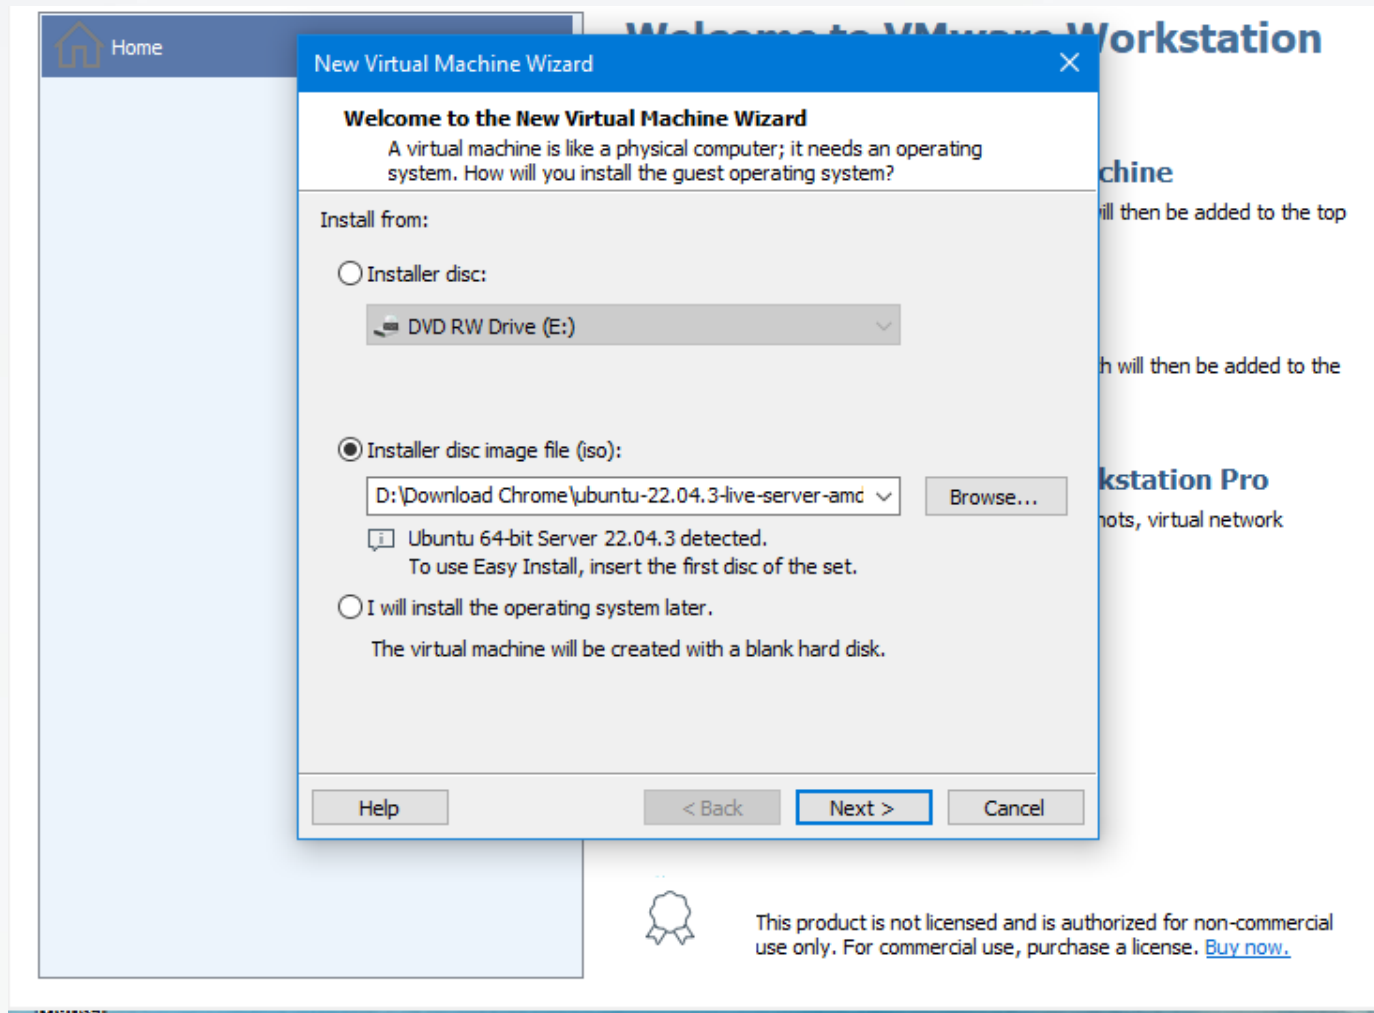 Home
Welcome to VMware Workstation
New Virtual Machine Wizard
Welcome to the New Virtual Machine Wizard
A virtual machine is like a physical computer; it needs an operating
system. How will you install the guest operating system?
chine
ill then be added to the top
Install from:
Installer disc:
DVD RW Drive (E:)
h will then be added to the
Installer disc image file (iso):
D:\Download Chrome\ubuntu-22.04.3-live-server-amd
Browse...
kstation Pro
ots, virtual network
Ubuntu 64-bit Server 22.04.3 detected.
To use Easy Install, insert the first disc of the set.
I will install the operating system later.
The virtual machine will be created with a blank hard disk.
Help
< Back
Next >
Cancel
This product is not licensed and is authorized for non-commercial
use only. For commercial use, purchase a license. Buy now.